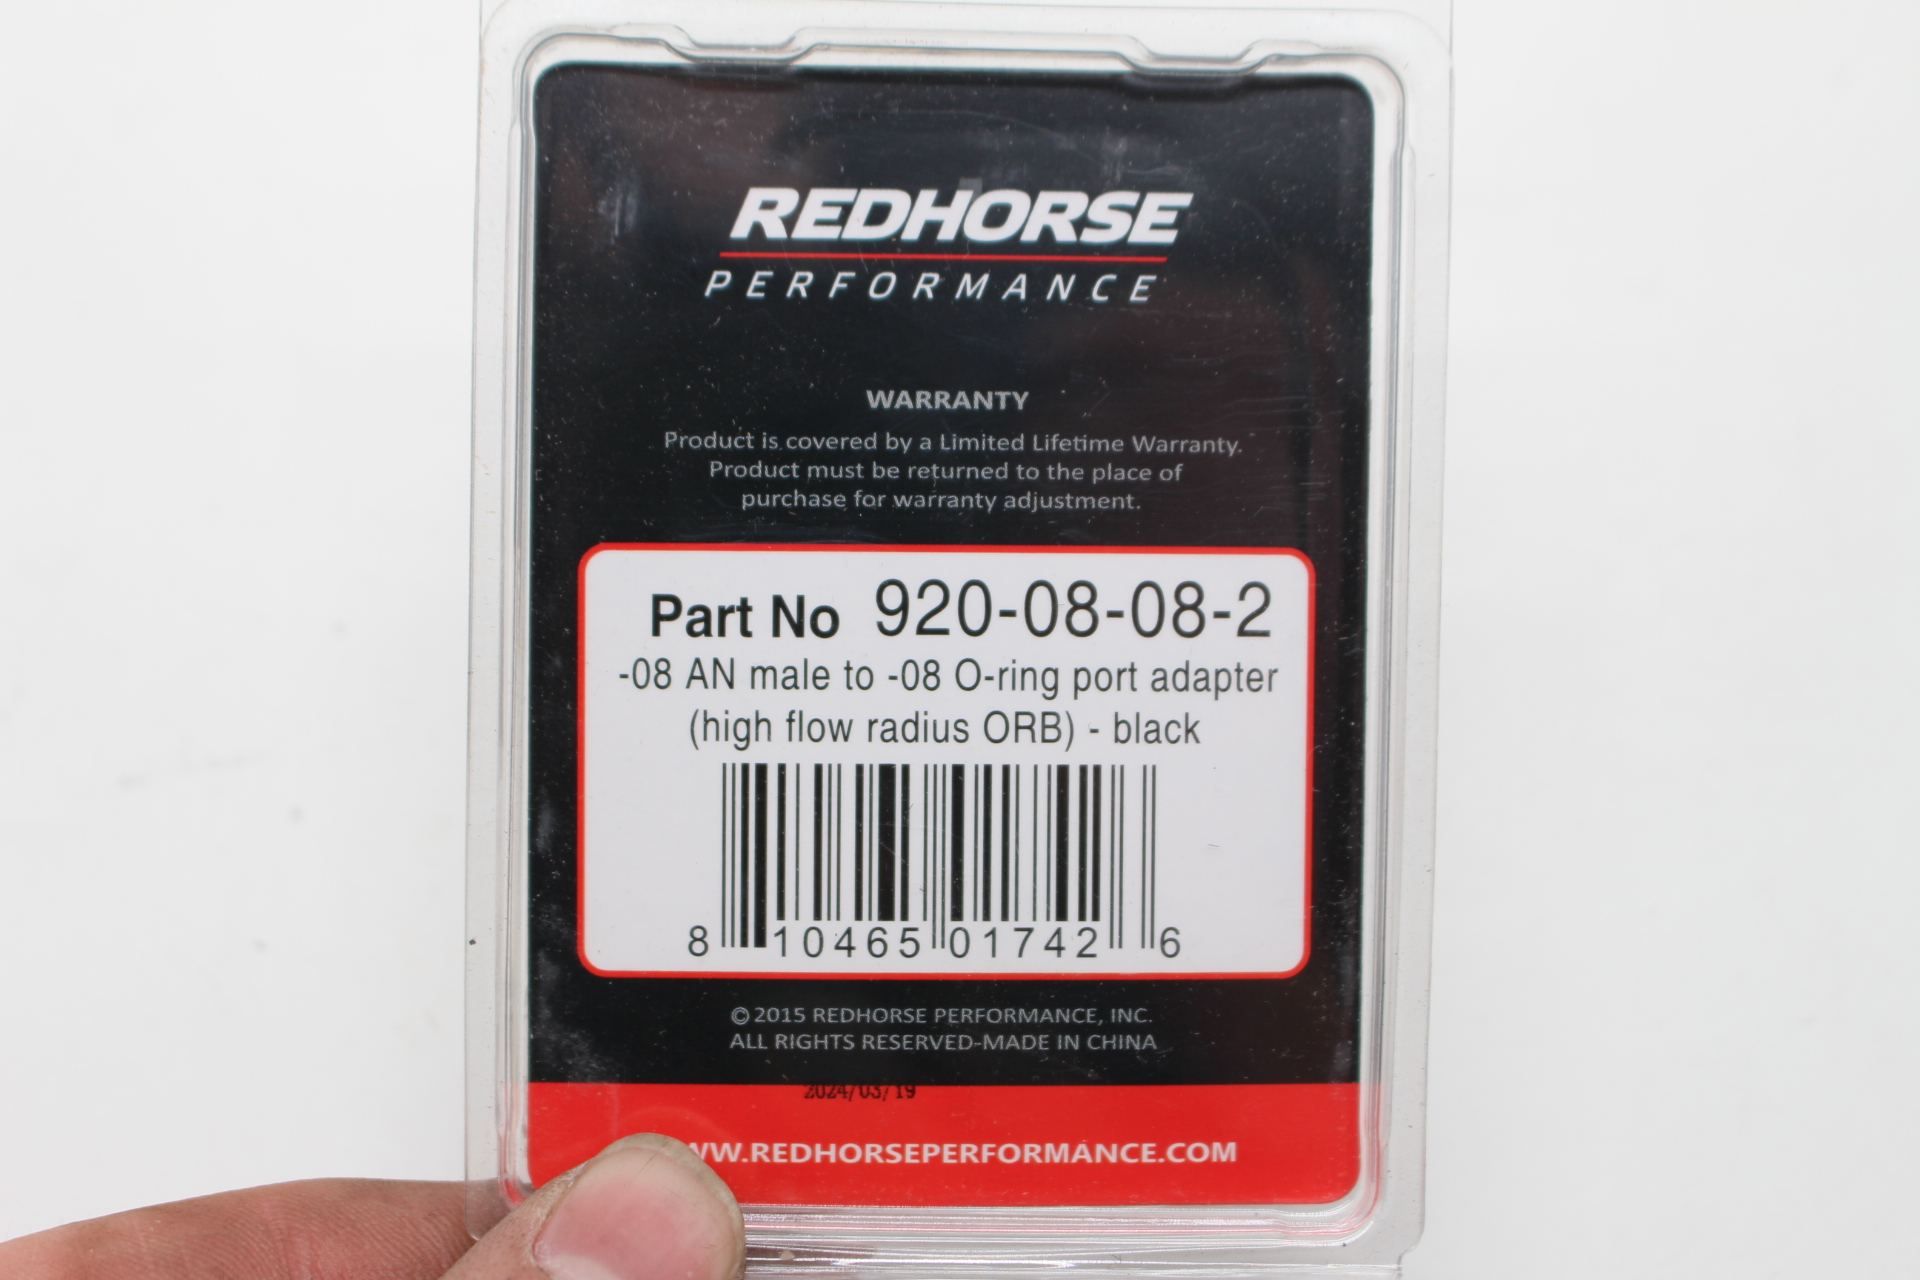 REDHORSE
PERFORMANCE
WARRANTY
Product is covered by a Limited Lifetime Warranty.
Product must be returned to the place of
purchase for warranty adjustment.
Part No 920-08-08-2
-08 AN male to -08 O-ring port adapter
(high flow radius ORB) - black
8 10465 01742 6
©2015 REDHORSE PERFORMANCE, INC.
ALL RIGHTS RESERVED-MADE IN CHINA
2024/03/19
WW.REDHORSEPERFORMANCE.COM